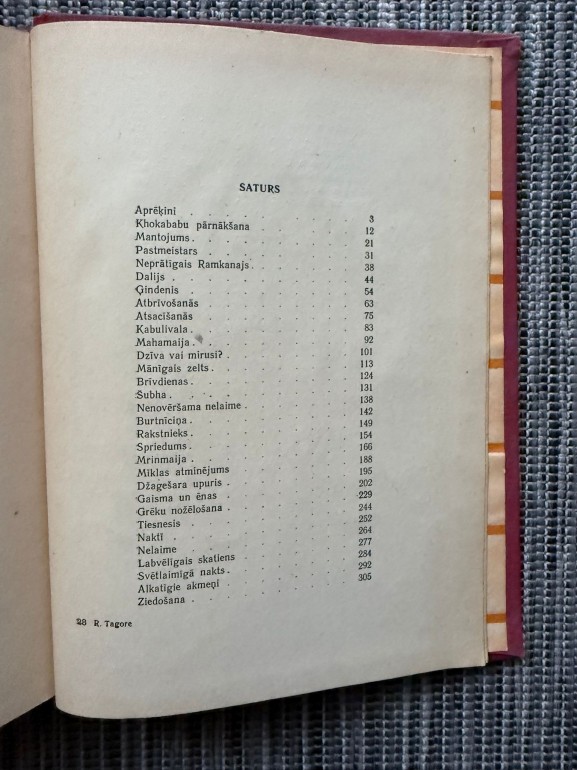 SATURS
Aprēķini . . . . . . . 3
Khokababu pārnākšana . . . . . 12
Mantojums . . . . . . . 21
Pastmeistars . . . . . . . 31
Neprātīgais Ramkanajs . . . . . 38
Dalijs . . . . . . . 44
Ģindenis . . . . . . . 54
Atbrīvošanās . . . . . . . 63
Atsacīšanās . . . . . . . 75
Kabulivala . . . . . . . 83
Mahamaija . . . . . . . 92
Dzīva vai mirusi? . . . . . . 101
Mānīgais zelts . . . . . . 113
Brīvdienas . . . . . . . 124
Subha . . . . . . . 131
Nenovēršama nelaime . . . . . 138
Burtnīciņa . . . . . . . 142
Rakstnieks . . . . . . . 149
Spriedums . . . . . . . 154
Mrinmaija . . . . . . . 166
Mīklas atminējums . . . . . 188
Džagešara upuris . . . . . . 195
Gaisma un ēnas . . . . . . 202
Grēku nožēlošana . . . . . . 229
Tiesnesis . . . . . . . 244
Naktī . . . . . . . 252
Nelaime . . . . . . . 264
Labvēlīgais skatiens . . . . . 277
Svētlaimīgā nakts . . . . . . 284
Alkatīgie akmeņi . . . . . . 292
Ziedošana . . . . . . . 305
28 R. Tagore